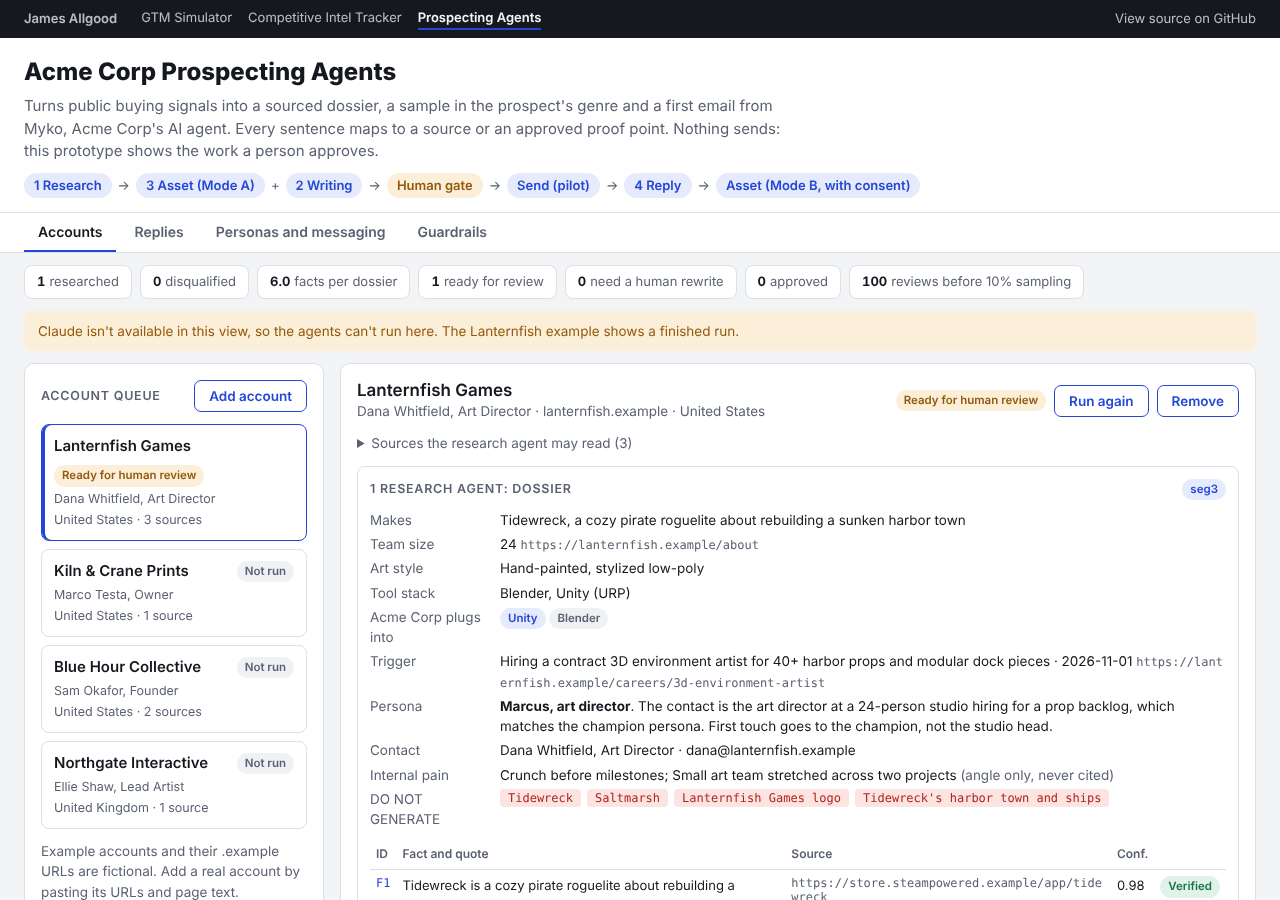 James Allgood GTM Simulator Competitive Intel Tracker Prospecting Agents View source on GitHub
Acme Corp Prospecting Agents
Turns public buying signals into a sourced dossier, a sample in the prospect's genre and a first email from
Myko, Acme Corp's AI agent. Every sentence maps to a source or an approved proof point. Nothing sends:
this prototype shows the work a person approves.
1 Research → 3 Asset (Mode A) + 2 Writing → Human gate → Send (pilot) → 4 Reply → Asset (Mode B, with consent)
Accounts Replies Personas and messaging Guardrails
1 researched 0 disqualified 6.0 facts per dossier 1 ready for review 0 need a human rewrite 0 approved 100 reviews before 10% sampling
Claude isn't available in this view, so the agents can't run here. The Lanternfish example shows a finished run.
ACCOUNT QUEUE Add account
Lanternfish Games
Ready for human review
Dana Whitfield, Art Director
United States · 3 sources
Kiln & Crane Prints Not run
Marco Testa, Owner
United States · 1 source
Blue Hour Collective Not run
Sam Okafor, Founder
United States · 2 sources
Northgate Interactive Not run
Ellie Shaw, Lead Artist
United Kingdom · 1 source
Example accounts and their .example
URLs are fictional. Add a real account by
pasting its URLs and page text.
Lanternfish Games
Dana Whitfield, Art Director · lanternfish.example · United States
Ready for human review Run again Remove
▶ Sources the research agent may read (3)
1 RESEARCH AGENT: DOSSIER seg3
Makes Tidewreck, a cozy pirate roguelite about rebuilding a sunken harbor town
Team size 24 https://lanternfish.example/about
Art style Hand-painted, stylized low-poly
Tool stack Blender, Unity (URP)
Acme Corp plugs into Unity Blender
Trigger Hiring a contract 3D environment artist for 40+ harbor props and modular dock pieces · 2026-11-01 https://lant
ernfish.example/careers/3d-environment-artist
Persona Marcus, art director. The contact is the art director at a 24-person studio hiring for a prop backlog, which
matches the champion persona. First touch goes to the champion, not the studio head.
Contact Dana Whitfield, Art Director · dana@lanternfish.example
Internal pain Crunch before milestones; Small art team stretched across two projects (angle only, never cited)
DO NOT GENERATE Tidewreck Saltmarsh Lanternfish Games logo Tidewreck's harbor town and ships
ID Fact and quote Source Conf.
F1 Tidewreck is a cozy pirate roguelite about rebuilding a https://store.steampowered.example/app/tide 0.98 Verified
wreck